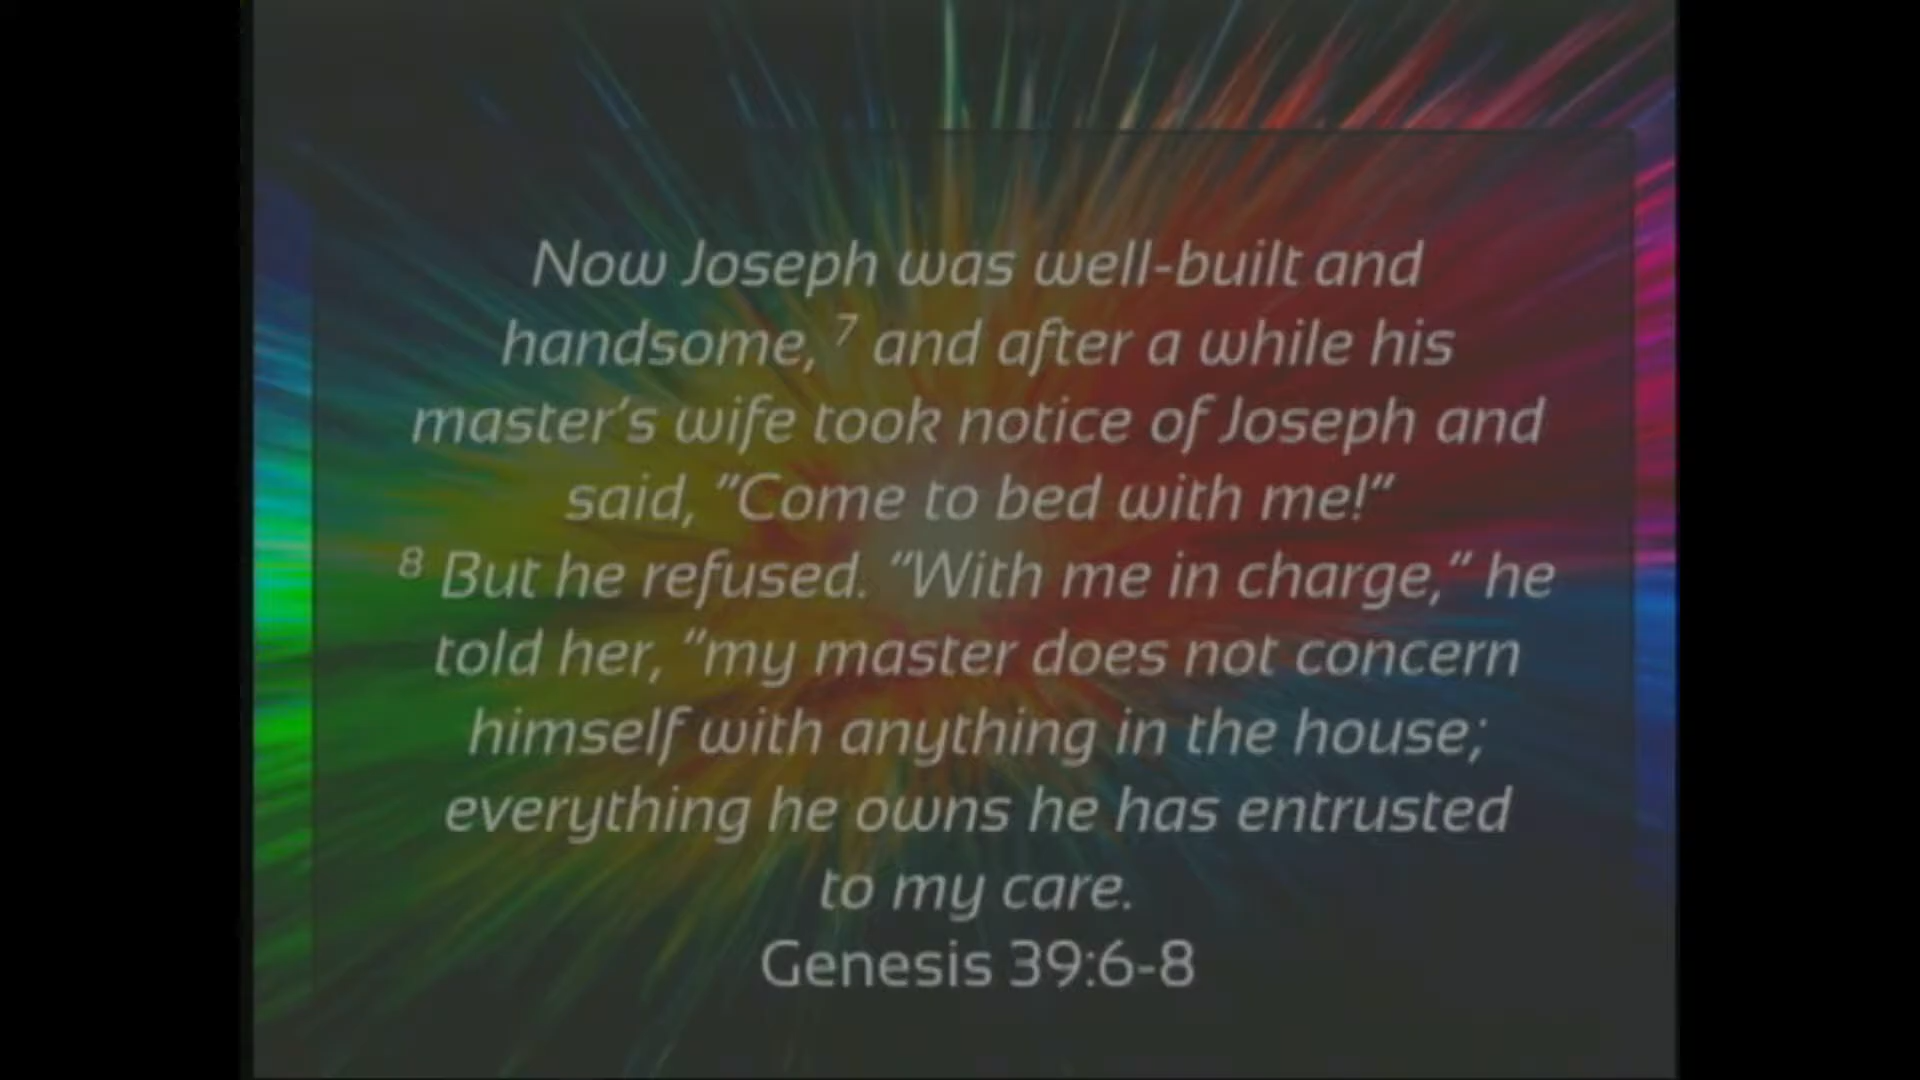 Now Joseph was well-built and
handsome, ⁷ and after a while his
master's wife took notice of Joseph and
said, "Come to bed with me!"
⁸ But he refused. "With me in charge," he
told her, "my master does not concern
himself with anything in the house;
everything he owns he has entrusted
to my care.
Genesis 39:6-8